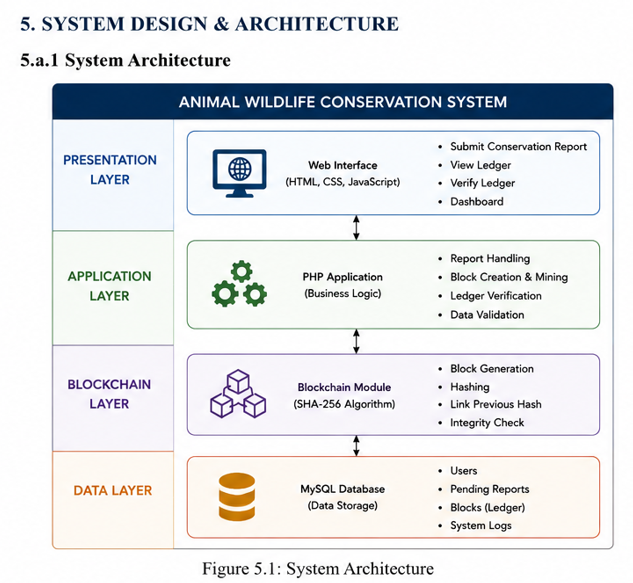 5. SYSTEM DESIGN & ARCHITECTURE
5.a.1 System Architecture
ANIMAL WILDLIFE CONSERVATION SYSTEM
PRESENTATION
LAYER
Web Interface
(HTML, CSS, JavaScript)
• Submit Conservation Report
• View Ledger
• Verify Ledger
• Dashboard
APPLICATION
LAYER
PHP Application
(Business Logic)
• Report Handling
• Block Creation & Mining
• Ledger Verification
• Data Validation
BLOCKCHAIN
LAYER
Blockchain Module
(SHA-256 Algorithm)
• Block Generation
• Hashing
• Link Previous Hash
• Integrity Check
DATA LAYER
MySQL Database
(Data Storage)
• Users
• Pending Reports
• Blocks (Ledger)
• System Logs
Figure 5.1: System Architecture